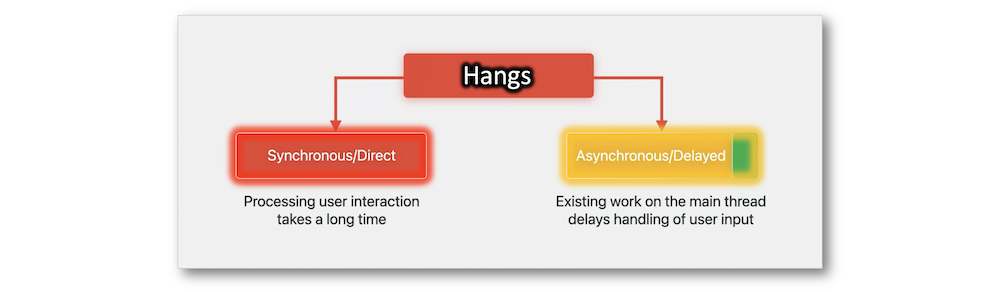 Hangs
Synchronous/Direct
Processing user interaction
takes a long time
Asynchronous/Delayed
Existing work on the main thread
delays handling of user input